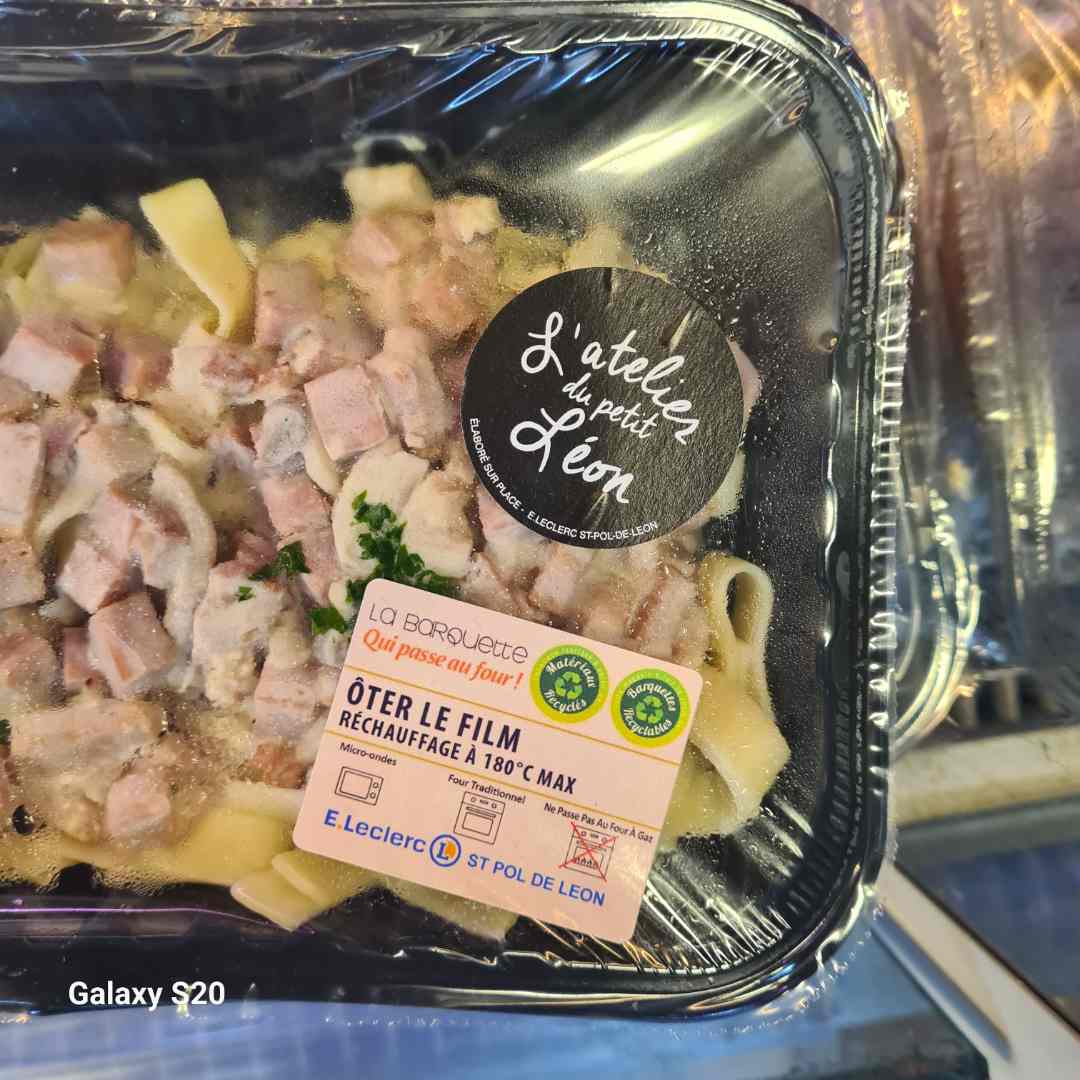 L'atelier
du petit
Léon
ÉLABORÉ SUR PLACE - E.LECLERC ST-POL-DE-LEON
La Barquette
Qui passe au four !
Matériaux
Recyclés
Barquettes
Recyclables
ÔTER LE FILM
RÉCHAUFFAGE À 180°C MAX
Micro-ondes
Four Traditionnel
Ne Passe Pas Au Four À Gaz
E.Leclerc L ST POL DE LEON
Galaxy S20